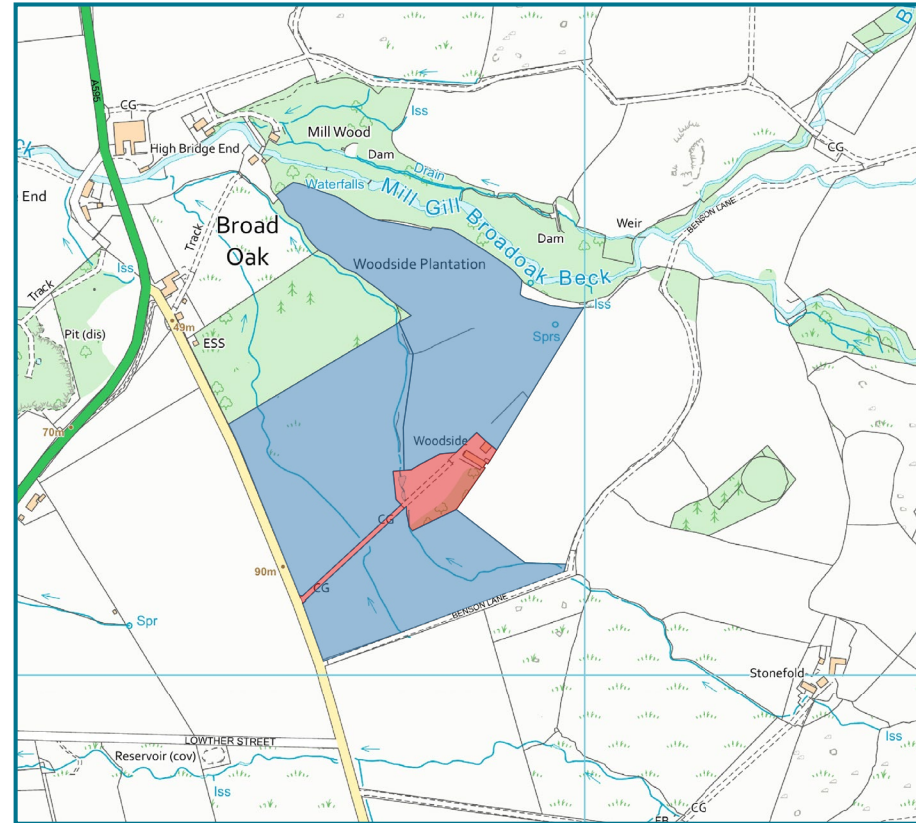 A595
CG
Mill Wood
Iss
High Bridge End
Dam
Drain
CG
Waterfalls
Mill Gill Broadoak Beck
End
Track
Broad
Oak
Weir
BENSON LANE
Dam
Woodside Plantation
Iss
Iss
Track
Pit (dis)
49m
ESS
Sprs
70m
Woodside
CG
90m
CG
BENSON LANE
Spr
Stonefold
LOWTHER STREET
Reservoir (cov)
Iss
Iss
CG